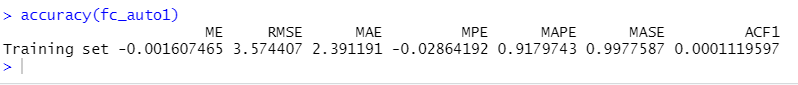 > accuracy(fc_auto1)
ME RMSE MAE MPE MAPE MASE ACF1
Training set -0.001607465 3.574407 2.391191 -0.02864192 0.9179743 0.9977587 0.0001119597
>